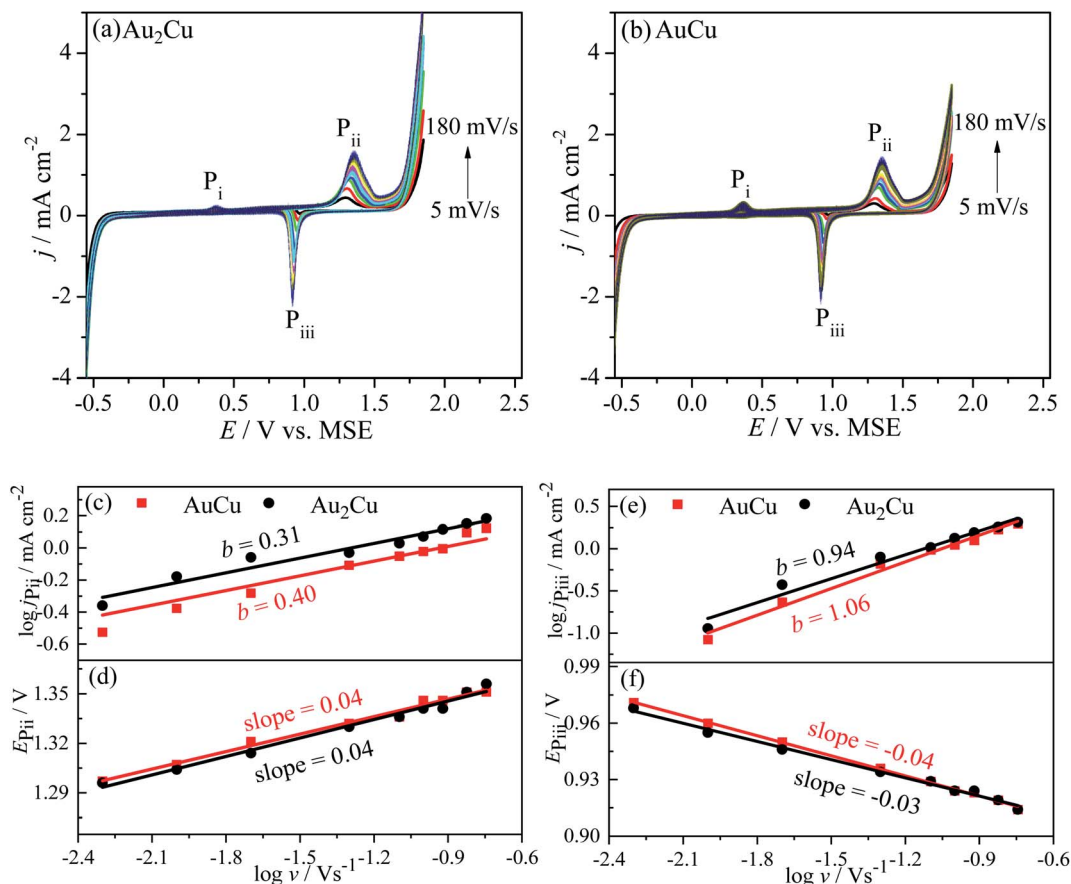 (a) Au₂Cu
j / mA cm⁻²
4
2
0
-2
-4
Pᵢ
Pᵢᵢ
Pᵢᵢᵢ
180 mV/s
5 mV/s
-0.5 0.0 0.5 1.0 1.5 2.0 2.5
E / V vs. MSE
(b) AuCu
j / mA cm⁻²
4
2
0
-2
-4
Pᵢ
Pᵢᵢ
Pᵢᵢᵢ
180 mV/s
5 mV/s
-0.5 0.0 0.5 1.0 1.5 2.0 2.5
E / V vs. MSE
(c) AuCu Au₂Cu
log jPii / mA cm⁻²
0.2
0.0
-0.2
-0.4
-0.6
b = 0.31
b = 0.40
(d)
EPii / V
1.35
1.32
1.29
slope = 0.04
slope = 0.04
-2.4 -2.1 -1.8 -1.5 -1.2 -0.9 -0.6
log v / Vs⁻¹
(e) AuCu Au₂Cu
log jPiii / mA cm⁻²
0.5
0.0
-0.5
-1.0
b = 0.94
b = 1.06
(f)
EPiii / V
0.99
0.96
0.93
0.90
slope = -0.04
slope = -0.03
-2.4 -2.1 -1.8 -1.5 -1.2 -0.9 -0.6
log v / Vs⁻¹